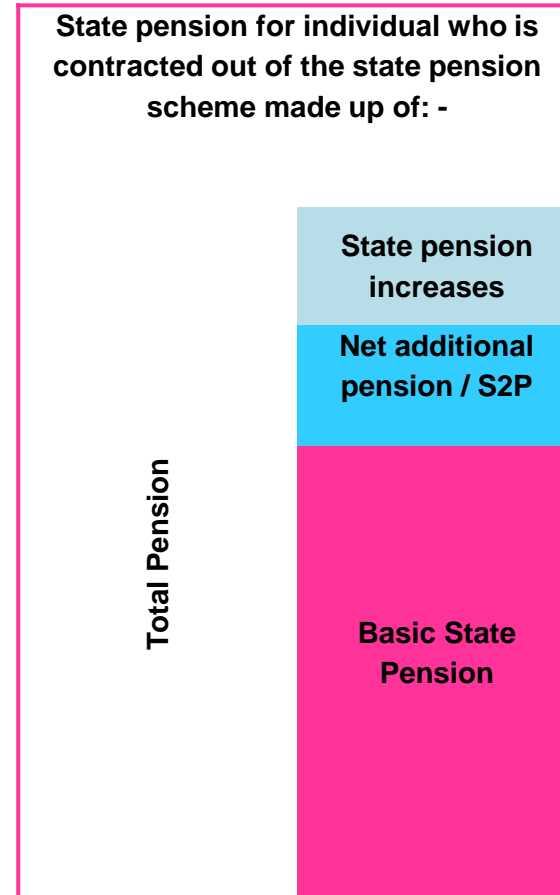 State pension for individual who is
contracted out of the state pension
scheme made up of: -
State pension
increases
Net additional
pension / S2P
Total Pension
Basic State
Pension